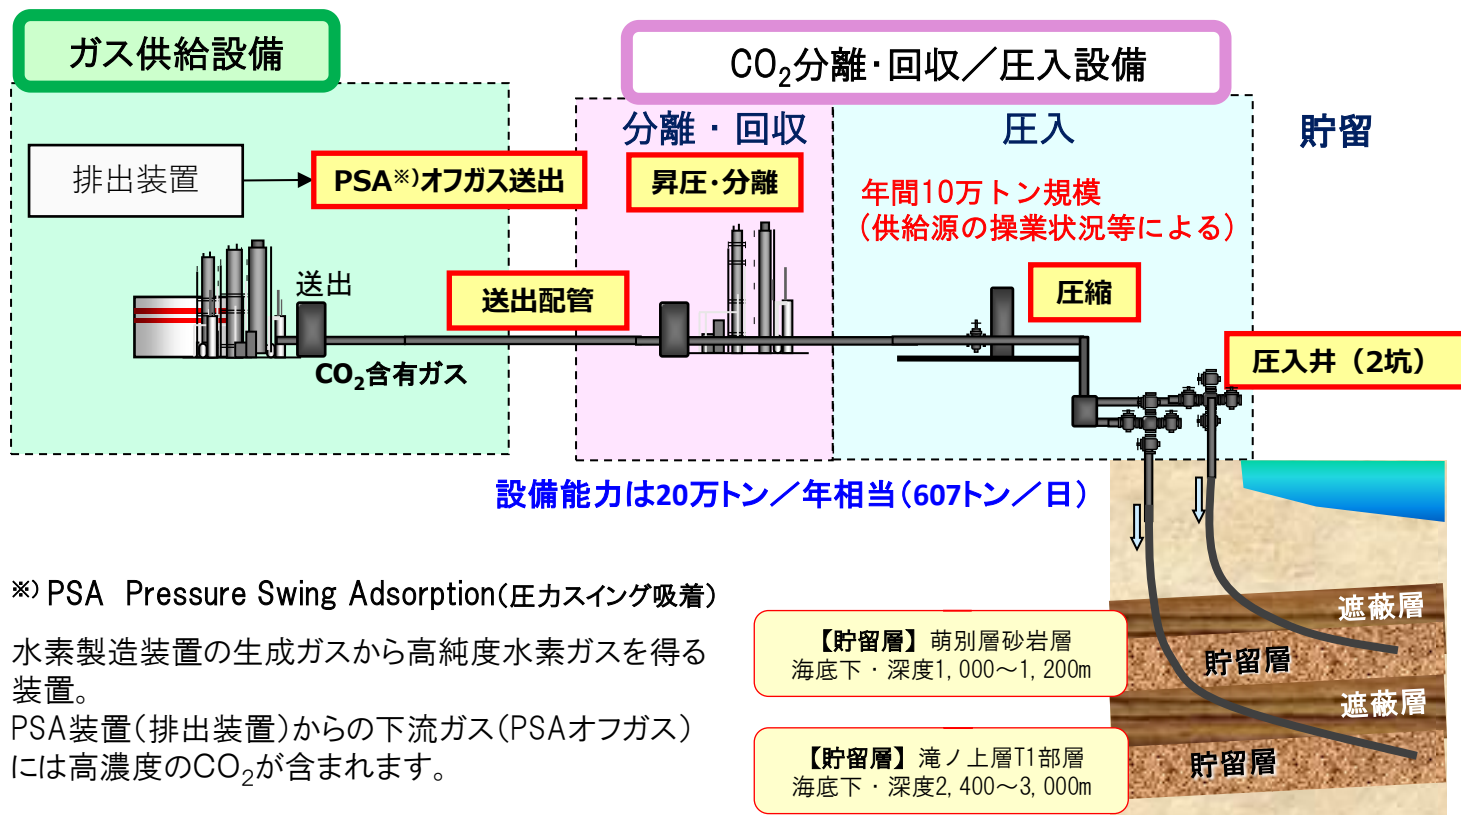 ガス供給設備
CO₂分離・回収／圧入設備
分離・回収
圧入
貯留
排出装置
PSA※)オフガス送出
昇圧・分離
年間10万トン規模
（供給源の操業状況等による）
送出
送出配管
圧縮
CO₂含有ガス
圧入井（2坑）
設備能力は20万トン／年相当（607トン／日）
※) PSA Pressure Swing Adsorption（圧力スイング吸着）
水素製造装置の生成ガスから高純度水素ガスを得る
装置。
PSA装置（排出装置）からの下流ガス（PSAオフガス）
には高濃度のCO₂が含まれます。
【貯留層】萌別層砂岩層
海底下・深度1,000～1,200m
【貯留層】滝ノ上層T1部層
海底下・深度2,400～3,000m
遮蔽層
貯留層
遮蔽層
貯留層